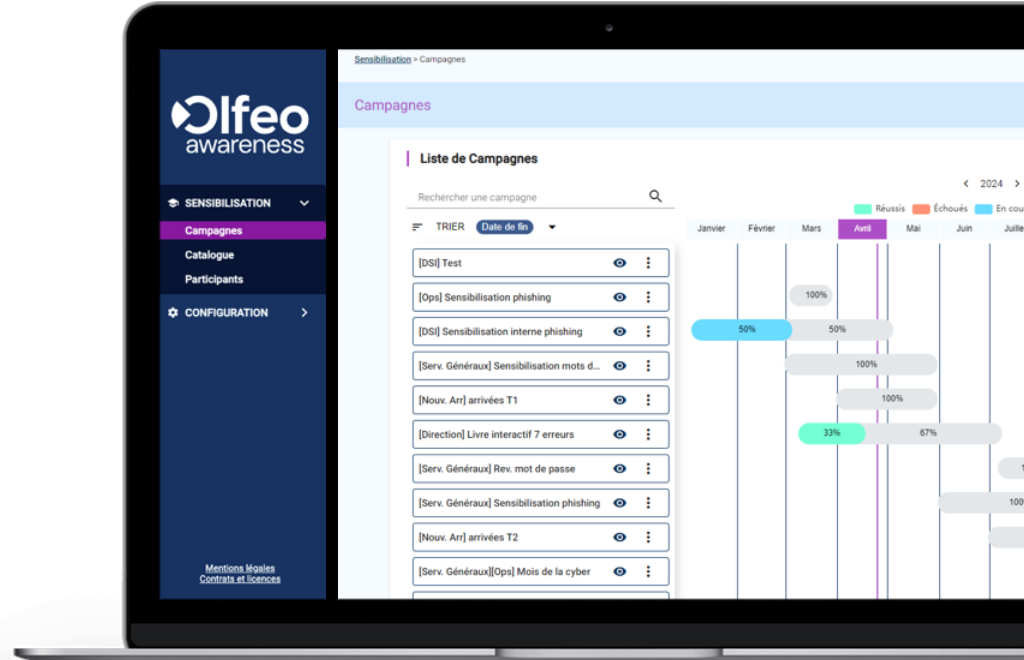 Olfeo
awareness
SENSIBILISATION
Campagnes
Catalogue
Participants
CONFIGURATION
Mentions légales
Contrats et licences
Sensibilisation > Campagnes
Campagnes
Liste de Campagnes
Rechercher une campagne
TRIER Date de fin
< 2024 >
Réussis Échoués En cou
Janvier Février Mars Avril Mai Juin Juille
[DSI] Test
[Ops] Sensibilisation phishing 100%
[DSI] Sensibilisation interne phishing 50% 50%
[Serv. Généraux] Sensibilisation mots d... 100%
[Nouv. Arr] arrivées T1 100%
[Direction] Livre interactif 7 erreurs 33% 67%
[Serv. Généraux] Rev. mot de passe
[Serv. Généraux] Sensibilisation phishing 100
[Nouv. Arr] arrivées T2
[Serv. Généraux][Ops] Mois de la cyber